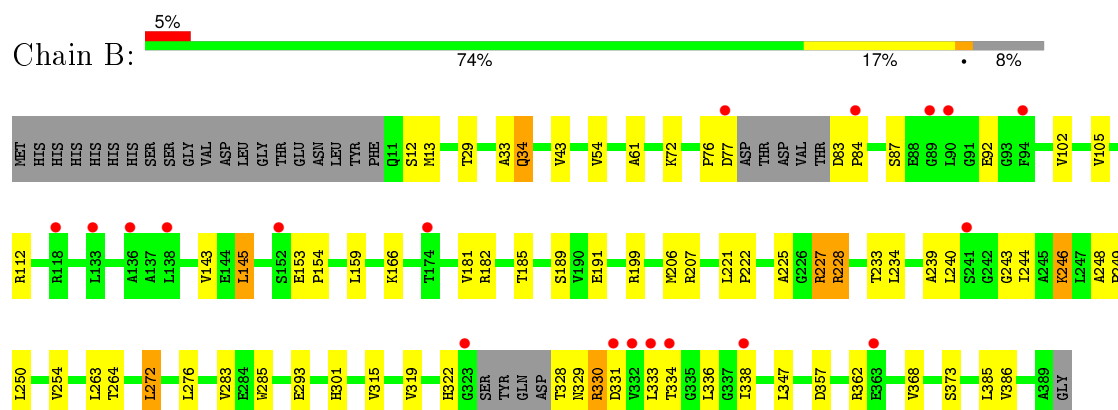 5%
Chain B:
74% 17% • 8%
MET HIS HIS HIS HIS HIS HIS SER SER GLY VAL ASP LEU GLY THR GLU ASN LEU TYR PHE Q11 S12 M13 T29 A33 Q34 V43 V54 A61 K72 P76 D77 ASP THR ASP VAL THR D83 P84 S87 E88 G89 L90 G91 E92 G93 F94 V102 V105
R112 R118 L133 A136 A137 L138 V143 E144 L145 S152 E153 P154 L159 K166 T174 V181 R182 T185 S189 V190 E191 R199 M206 R207 L221 P222 A225 G226 R227 R228 T233 L234 A239 L240 S241 G242 G243 I244 A245 K246 L247 A248 P249
L250 V254 L263 T264 L272 L276 V283 E284 W285 E293 H301 V315 V319 H322 G323 SER TYR GLN ASP T328 N329 R330 D331 V332 L333 T334 G335 L336 G337 I338 L347 D357 R362 E363 V368 S373 L385 V386 A389 GLY